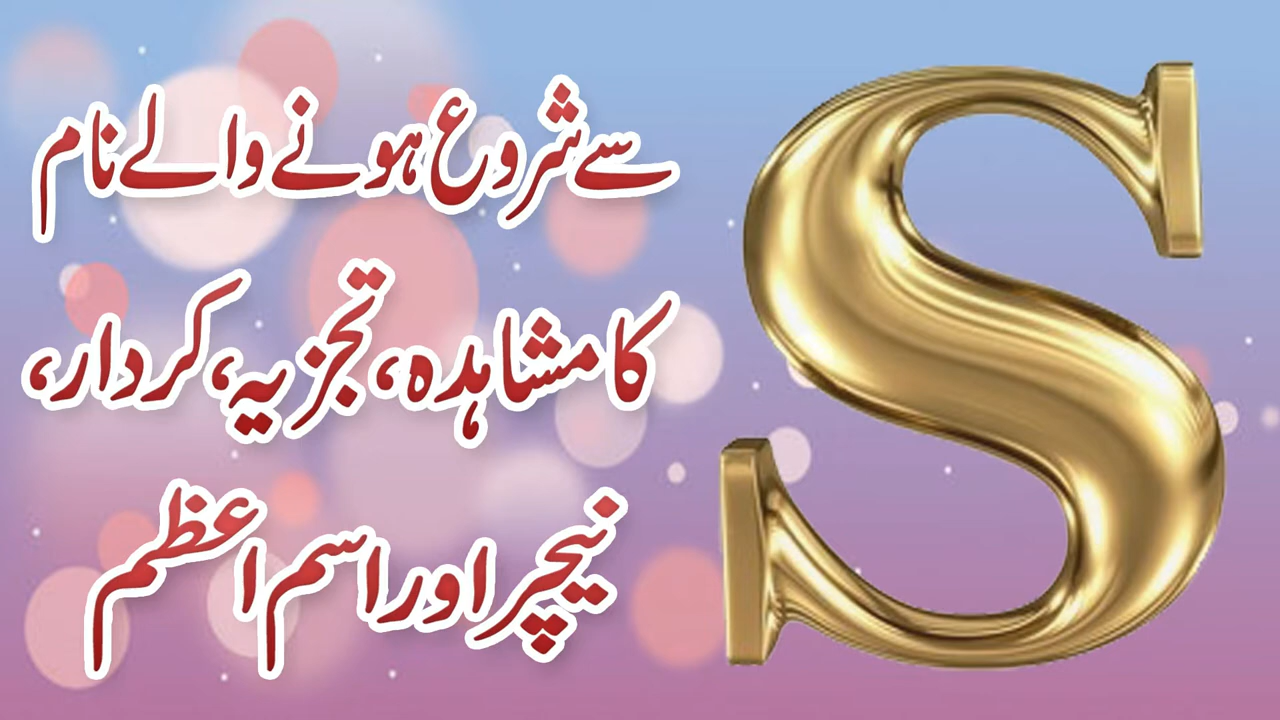 S
سے شروع ہونے والے نام
کا مشاہدہ، تجزیہ، کردار،
نیچر اور اسم اعظم